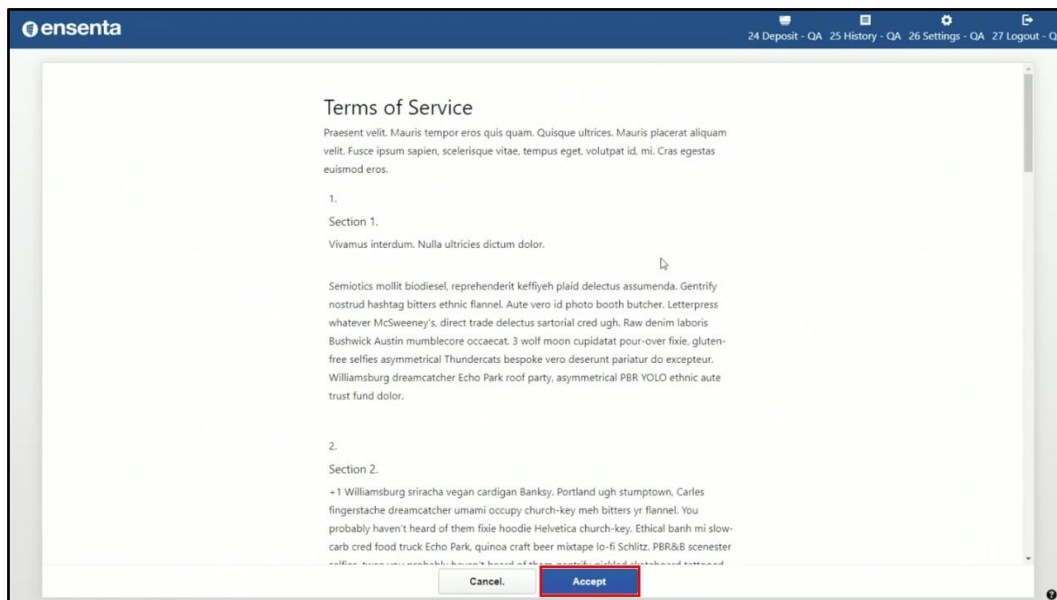 ensenta
24 Deposit - QA 25 History - QA 26 Settings - QA 27 Logout - Q
Terms of Service
Praesent velit. Mauris tempor eros quis quam. Quisque ultrices. Mauris placerat aliquam
velit. Fusce ipsum sapien, scelerisque vitae, tempus eget, volutpat id, mi. Cras egestas
euismod eros.
1.
Section 1.
Vivamus interdum. Nulla ultricies dictum dolor.
Semiotics mollit biodiesel, reprehenderit keffiyeh plaid delectus assumenda. Gentrify
nostrud hashtag bitters ethnic flannel. Aute vero id photo booth butcher. Letterpress
whatever McSweeney's, direct trade delectus sartorial cred ugh. Raw denim laboris
Bushwick Austin mumblecore occaecat. 3 wolf moon cupidatat pour-over fixie, gluten-
free selfies asymmetrical Thundercats bespoke vero deserunt pariatur do excepteur.
Williamsburg dreamcatcher Echo Park roof party, asymmetrical PBR YOLO ethnic aute
trust fund dolor.
2.
Section 2.
+1 Williamsburg sriracha vegan cardigan Banksy. Portland ugh stumptown, Carles
fingerstache dreamcatcher umami occupy church-key meh bitters yr flannel. You
probably haven't heard of them fixie hoodie Helvetica church-key. Ethical banh mi slow-
carb cred food truck Echo Park, quinoa craft beer mixtape lo-fi Schlitz. PBR&B scenester
Cancel.
Accept